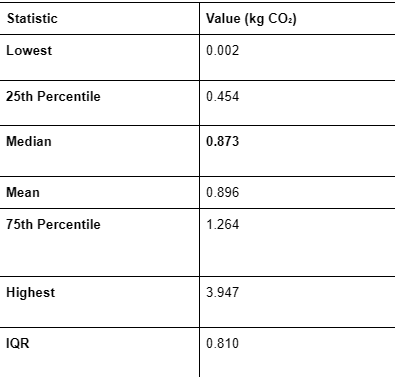 Statistic Value (kg CO₂)
Lowest 0.002
25th Percentile 0.454
Median 0.873
Mean 0.896
75th Percentile 1.264
Highest 3.947
IQR 0.810